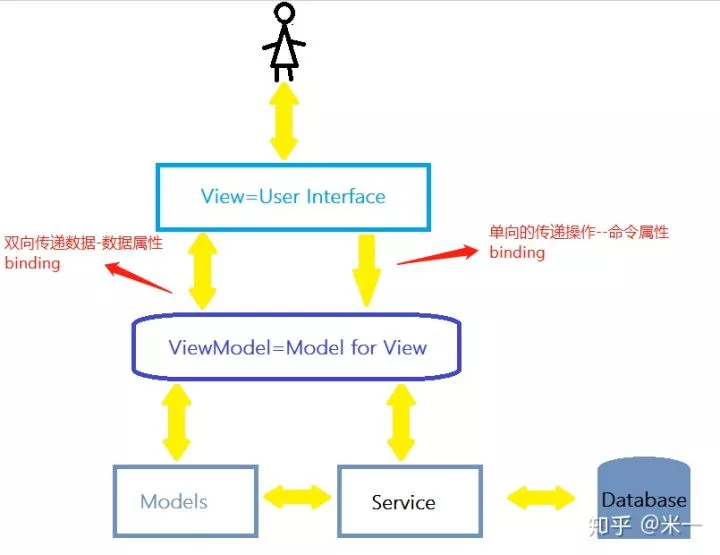 View=User Interface
双向传递数据-数据属性
binding
单向的传递操作--命令属性
binding
ViewModel=Model for View
Models
Service
Database
知乎 @米一